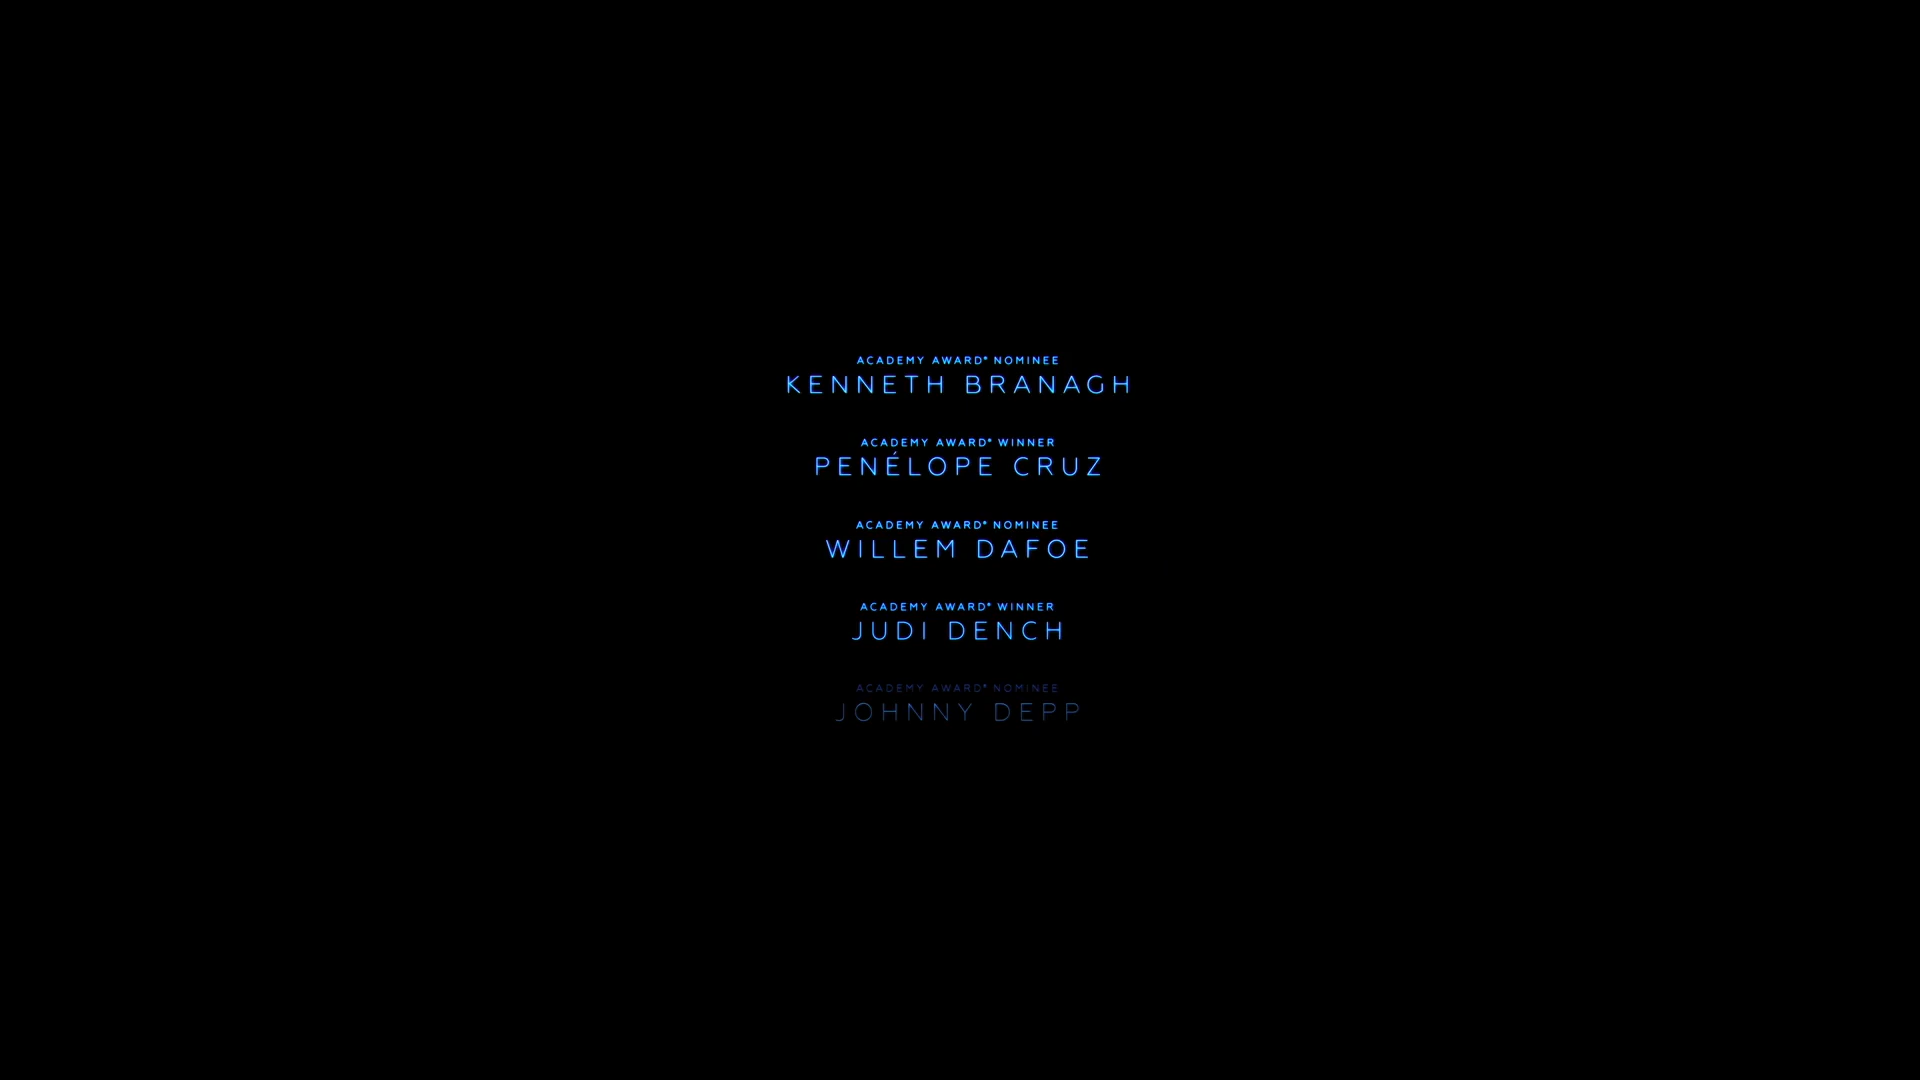 ACADEMY AWARD® NOMINEE
KENNETH BRANAGH
ACADEMY AWARD® WINNER
PENÉLOPE CRUZ
ACADEMY AWARD® NOMINEE
WILLEM DAFOE
ACADEMY AWARD® WINNER
JUDI DENCH
ACADEMY AWARD® NOMINEE
JOHNNY DEPP